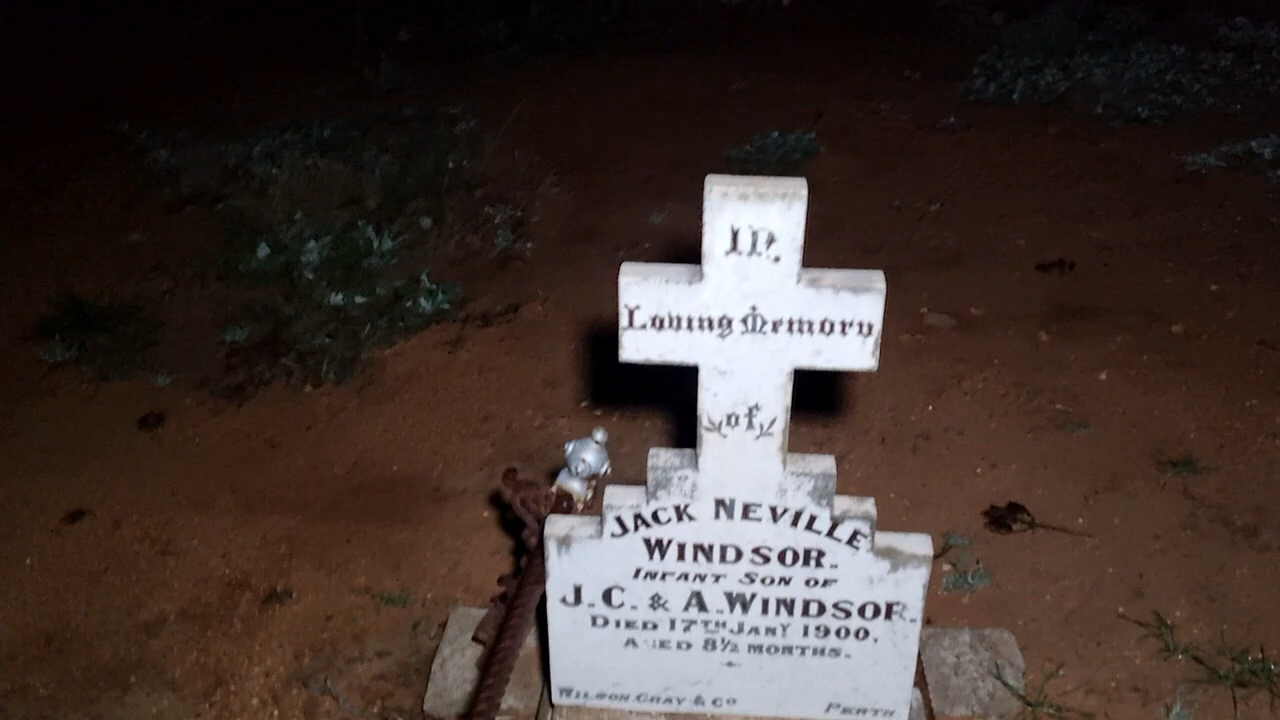 In
Loving Memory
of
JACK NEVILLE
WINDSOR.
INFANT SON OF
J.C. & A. WINDSOR.
DIED 17TH JANY 1900,
AGED 8½ MONTHS.
WILSON, GRAY & CO PERTH